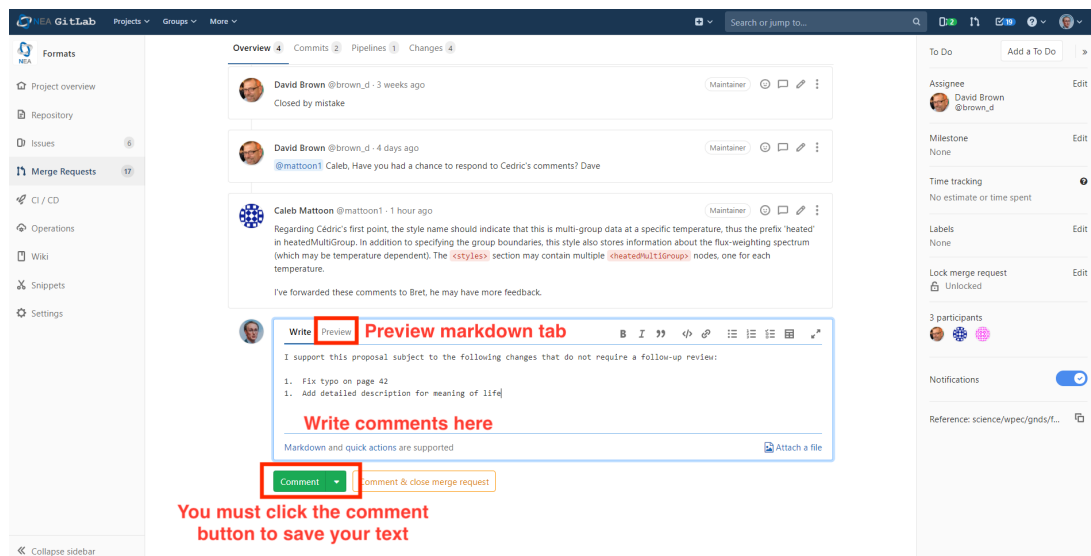 NEA GitLab Projects Groups More Search or jump to... 2 19
NEA
Formats
Project overview
Repository
Issues 6
Merge Requests 17
CI / CD
Operations
Wiki
Snippets
Settings
Collapse sidebar
Overview 4 Commits 2 Pipelines 1 Changes 4
David Brown @brown_d · 3 weeks ago Maintainer
Closed by mistake
David Brown @brown_d · 4 days ago Maintainer
@mattoon1 Caleb, Have you had a chance to respond to Cedric's comments? Dave
Caleb Mattoon @mattoon1 · 1 hour ago Maintainer
Regarding Cédric's first point, the style name should indicate that this is multi-group data at a specific temperature, thus the prefix 'heated'
in heatedMultiGroup. In addition to specifying the group boundaries, this style also stores information about the flux-weighting spectrum
(which may be temperature dependent). The <styles> section may contain multiple <heatedMultiGroup> nodes, one for each
temperature.
I've forwarded these comments to Bret, he may have more feedback.
Write Preview Preview markdown tab B I
I support this proposal subject to the following changes that do not require a follow-up review:
1. Fix typo on page 42
1. Add detailed description for meaning of life
Write comments here
Markdown and quick actions are supported Attach a file
Comment Comment & close merge request
You must click the comment
button to save your text
To Do Add a To Do »
Assignee Edit
David Brown
@brown_d
Milestone Edit
None
Time tracking
No estimate or time spent
Labels Edit
None
Lock merge request Edit
Unlocked
3 participants
Notifications
Reference: science/wpec/gnds/f...